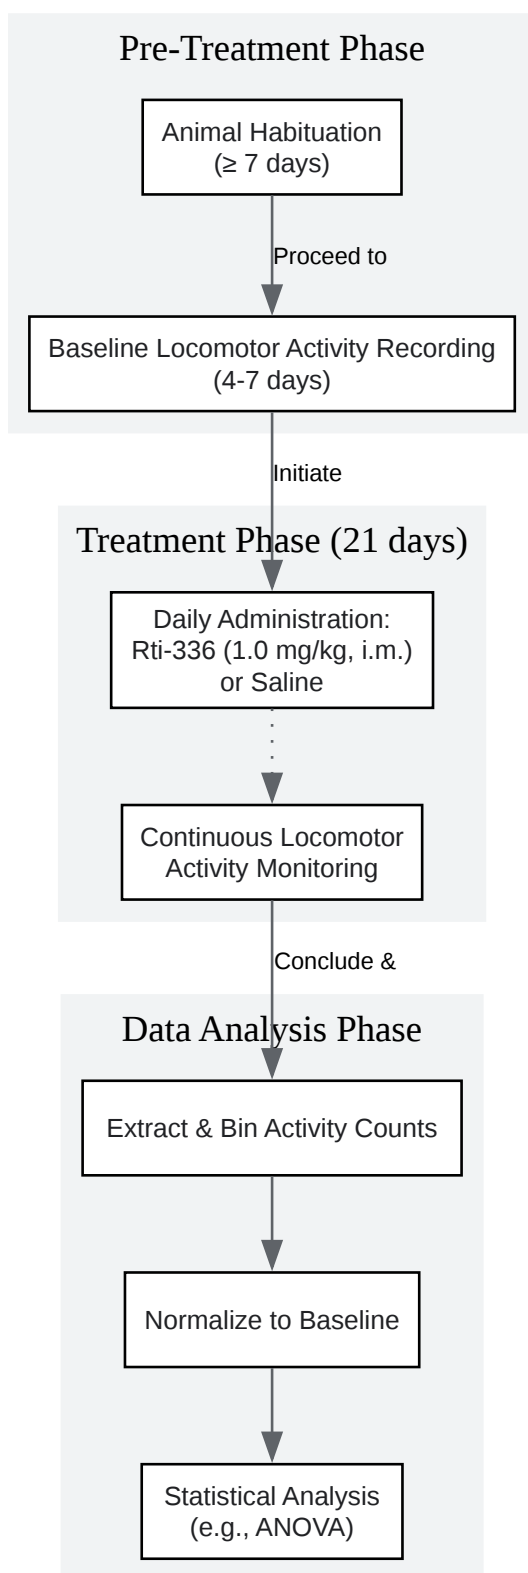 Pre-Treatment Phase
Animal Habituation
(≥ 7 days)
Proceed to
Baseline Locomotor Activity Recording
(4-7 days)
Initiate
Treatment Phase (21 days)
Daily Administration:
Rti-336 (1.0 mg/kg, i.m.)
or Saline
Continuous Locomotor
Activity Monitoring
Conclude &
Data Analysis Phase
Extract & Bin Activity Counts
Normalize to Baseline
Statistical Analysis
(e.g., ANOVA)